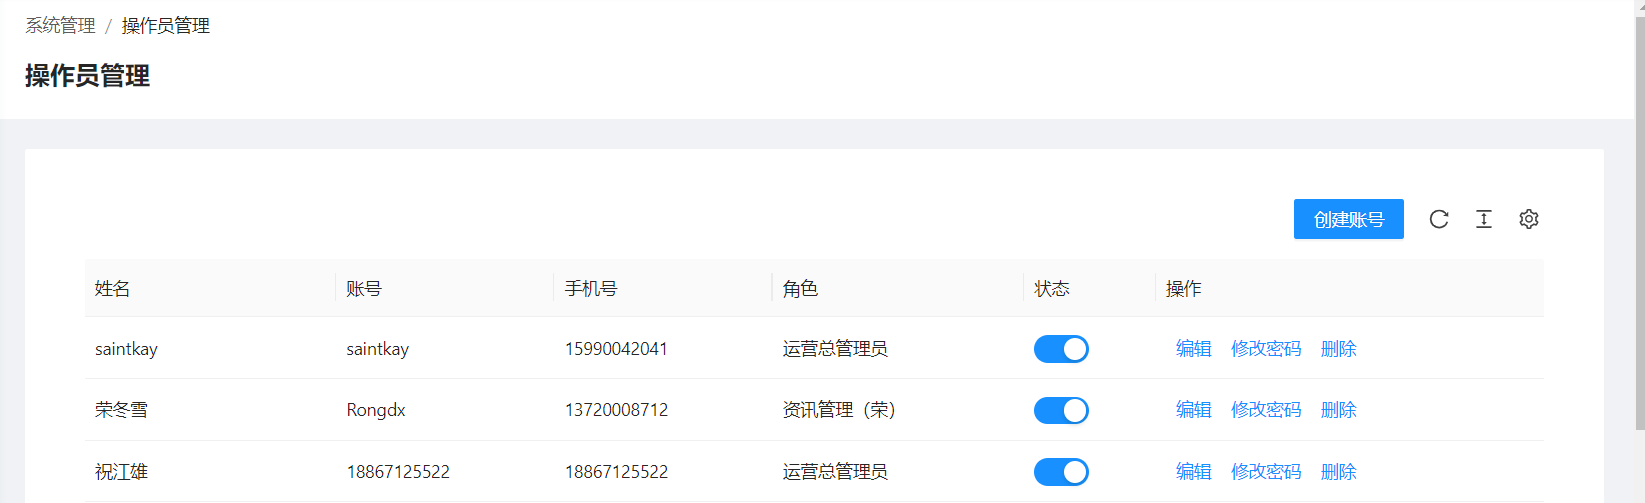 系统管理 / 操作员管理
操作员管理
创建账号
姓名 账号 手机号 角色 状态 操作
saintkay saintkay 15990042041 运营总管理员 编辑 修改密码 删除
荣冬雪 Rongdx 13720008712 资讯管理（荣） 编辑 修改密码 删除
祝江雄 18867125522 18867125522 运营总管理员 编辑 修改密码 删除